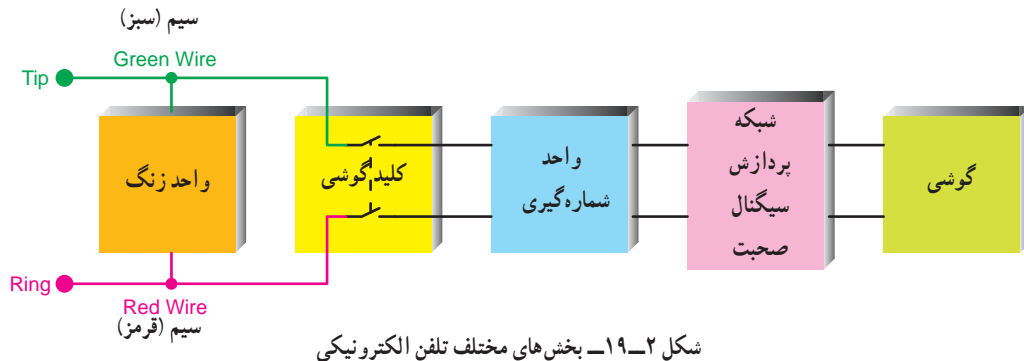 سیم (سبز)
Green Wire
Tip
واحد زنگ
کلید گوشی
واحد
شماره‌گیری
شبکه
پردازش
سیگنال
صحبت
گوشی
Ring
Red Wire
سیم (قرمز)
شکل ۲ــ۱۹ــ بخش‌های مختلف تلفن الکترونیکی